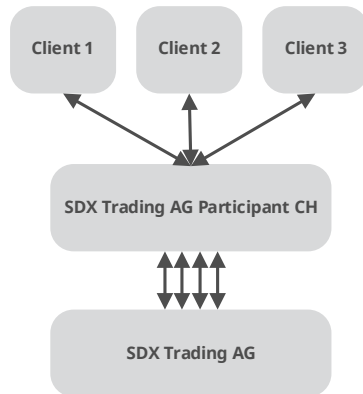 Client 1
Client 2
Client 3
SDX Trading AG Participant CH
SDX Trading AG